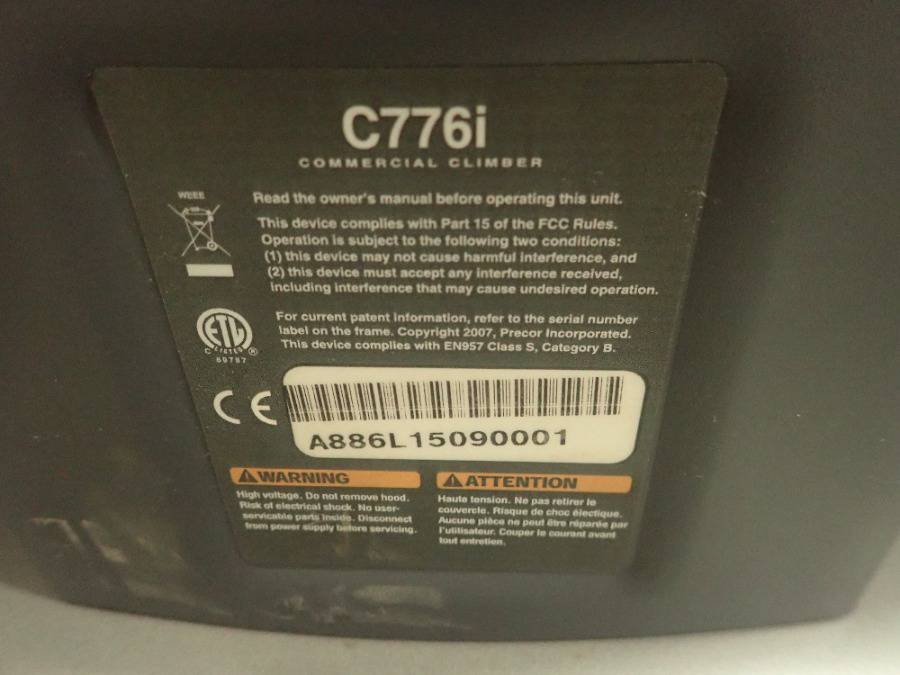 C776i
COMMERCIAL CLIMBER
WEEE
Read the owner's manual before operating this unit.
This device complies with Part 15 of the FCC Rules.
Operation is subject to the following two conditions:
(1) this device may not cause harmful interference, and
(2) this device must accept any interference received,
including interference that may cause undesired operation.
ETL
C LISTED ®
69787
For current patent information, refer to the serial number
label on the frame. Copyright 2007, Precor Incorporated.
This device complies with EN957 Class S, Category B.
CE
A886L15090001
WARNING
High voltage. Do not remove hood.
Risk of electrical shock. No user-
servicable parts inside. Disconnect
from power supply before servicing.
ATTENTION
Haute tension. Ne pas retirer le
couvercle. Risque de choc électique.
Aucune pièce ne peut être réparée par
l'utilisateur. Couper le courant avant
tout entretien.